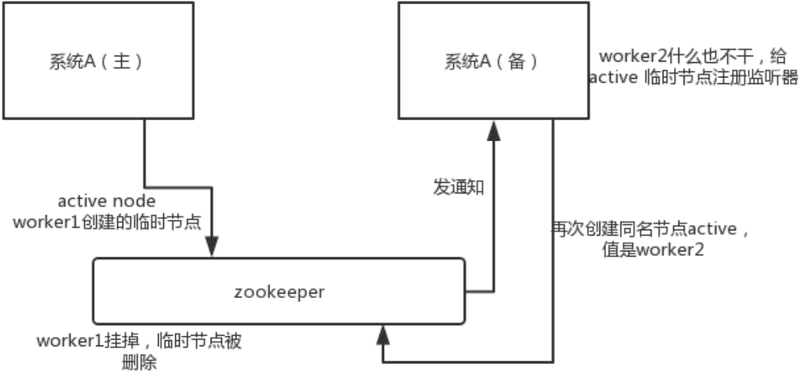 系统A（主）
系统A（备）
worker2什么也不干，给
active 临时节点注册监听器
active node
worker1创建的临时节点
发通知
再次创建同名节点active，
值是worker2
zookeeper
worker1挂掉，临时节点被
删除